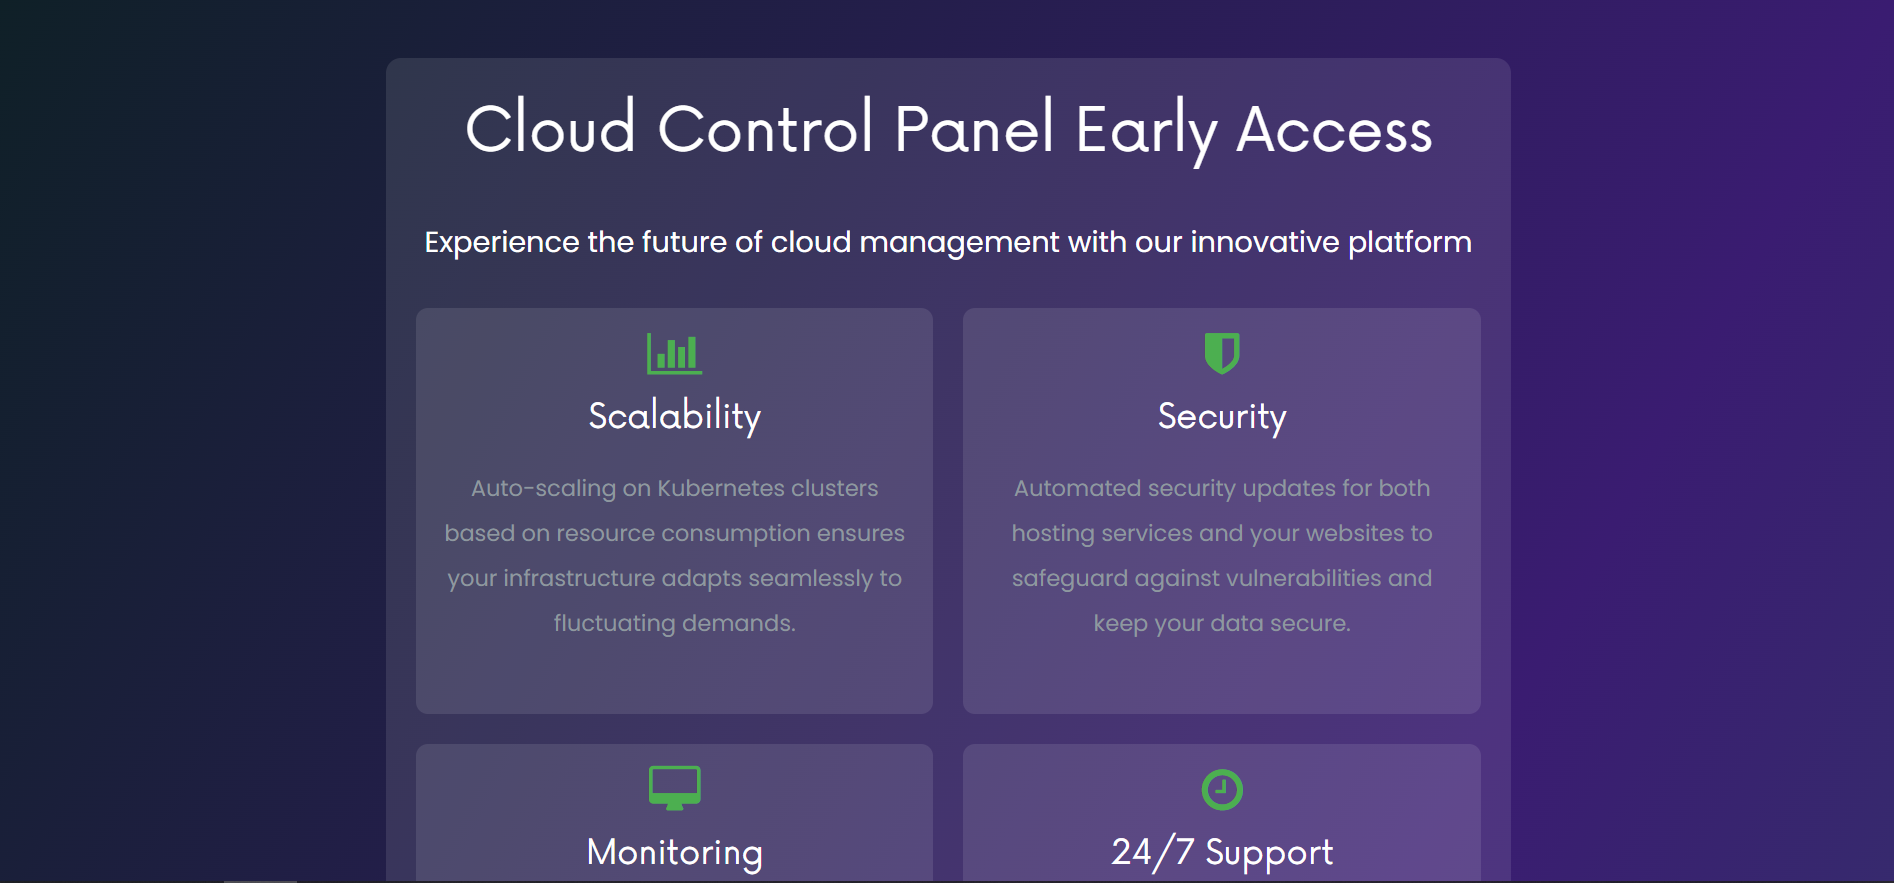 Cloud Control Panel Early Access
Experience the future of cloud management with our innovative platform
Scalability
Auto-scaling on Kubernetes clusters
based on resource consumption ensures
your infrastructure adapts seamlessly to
fluctuating demands.
Security
Automated security updates for both
hosting services and your websites to
safeguard against vulnerabilities and
keep your data secure.
Monitoring
24/7 Support